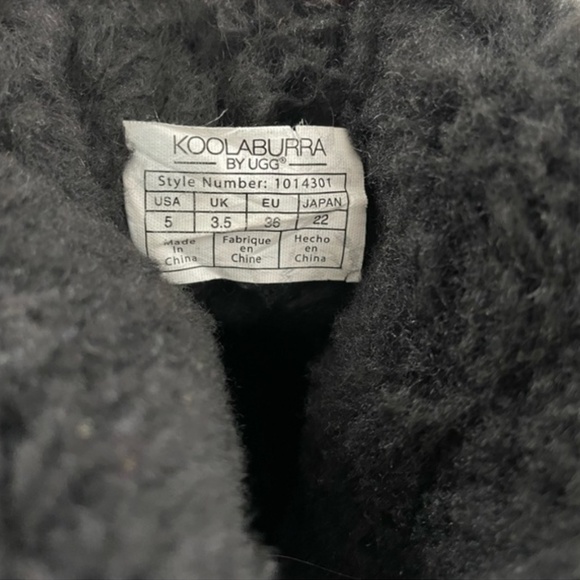 KOOLABURRA
BY UGG®
Style Number: 1014301
USA UK EU JAPAN
5 3.5 36 22
Made Fabrique Hecho
in en en
China Chine China